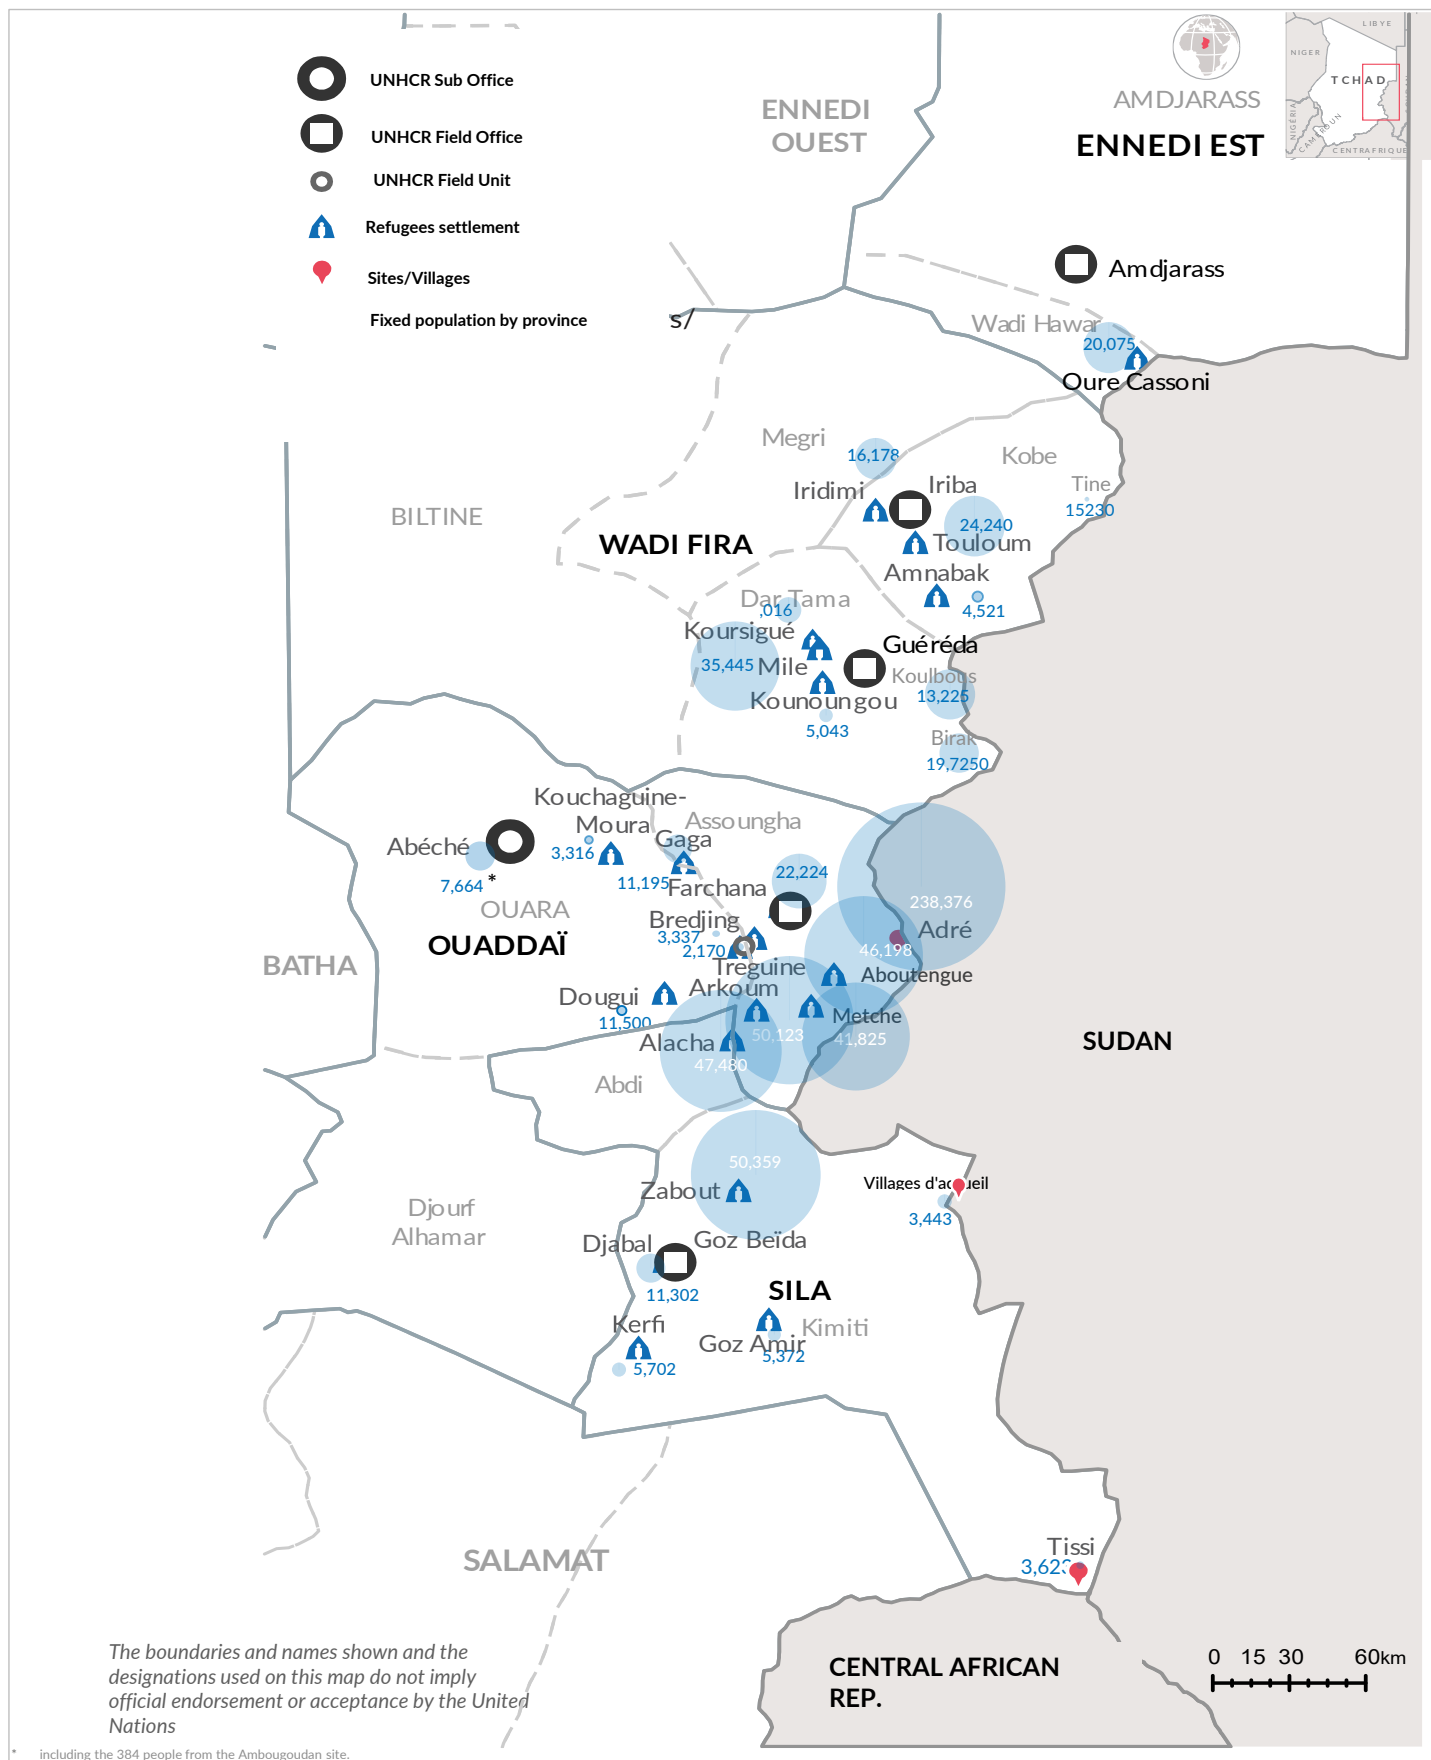 UNHCR Sub Office
UNHCR Field Office
UNHCR Field Unit
Refugees settlement
Sites/Villages
Fixed population by province
s/
ENNEDI
OUEST
AMDJARASS
ENNEDI EST
LIBYE
NIGER
TCHAD
NIGÉRIA
CAMEROUN
CENTRAFRIQUE
Amdjarass
Wadi Hawar
20,075
Oure Cassoni
Megri
16,178
Kobe
Iridimi
Iriba
Tine
15230
BILTINE
24,240
WADI FIRA
Touloum
Amnabak
Dar Tama
,016
4,521
Koursigué
Guéréda
35,445
Mile
Koulbous
13,225
Kounoungou
5,043
Birak
19,7250
Kouchaguine-
Moura
Assoungha
Gaga
Abéché
3,316
7,664 *
11,195
Farchana
22,224
238,376
OUARA
Bredjing
Adré
3,337
2,170
46,198
OUADDAÏ
BATHA
Treguine
Aboutengue
Arkoum
Dougui
11,500
Metche
Alacha
50,123
41,825
SUDAN
47,480
Abdi
50,359
Zabout
Villages d'accueil
3,443
Djourf
Alhamar
Djabal
Goz Beïda
11,302
SILA
Kerfi
Kimiti
Goz Amir
5,372
5,702
Tissi
SALAMAT
The boundaries and names shown and the
designations used on this map do not imply
official endorsement or acceptance by the United
Nations
CENTRAL AFRICAN
REP.
0 15 30 60km
* including the 384 people from the Ambougoudan site.